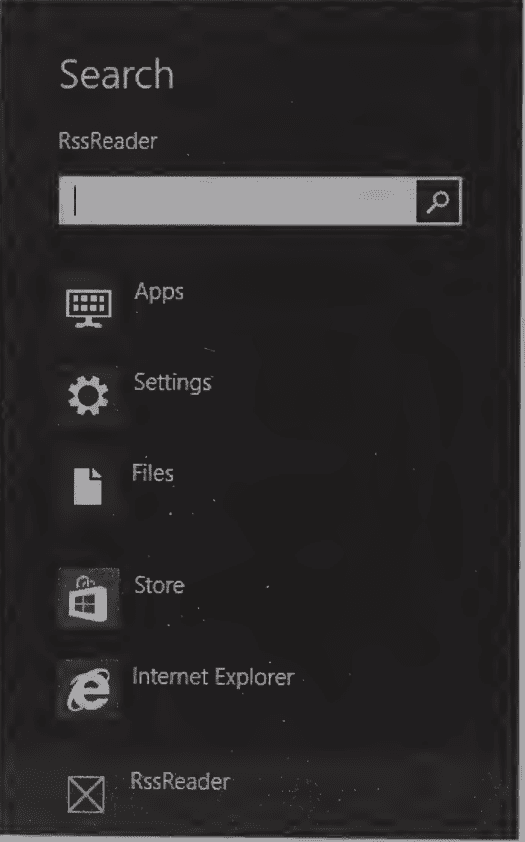 Search
RssReader
Apps
Settings
Files
Store
Internet Explorer
RssReader